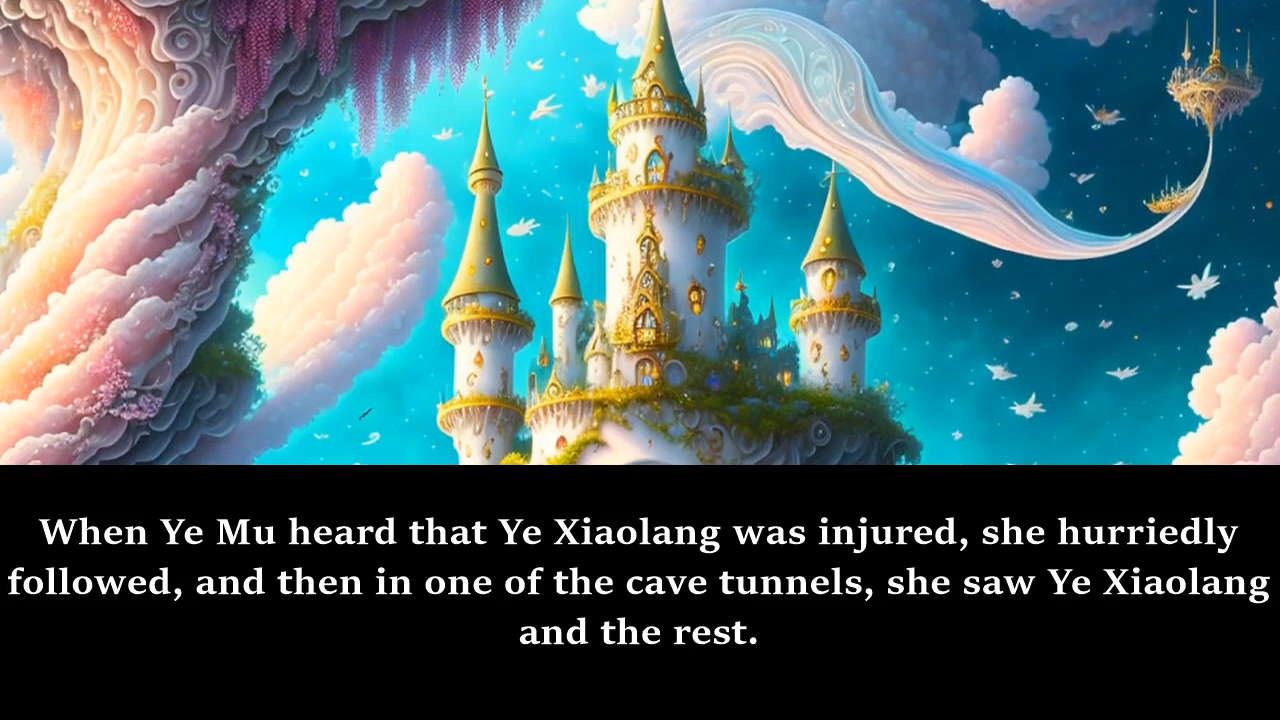 When Ye Mu heard that Ye Xiaolang was injured, she hurriedly
followed, and then in one of the cave tunnels, she saw Ye Xiaolang
and the rest.